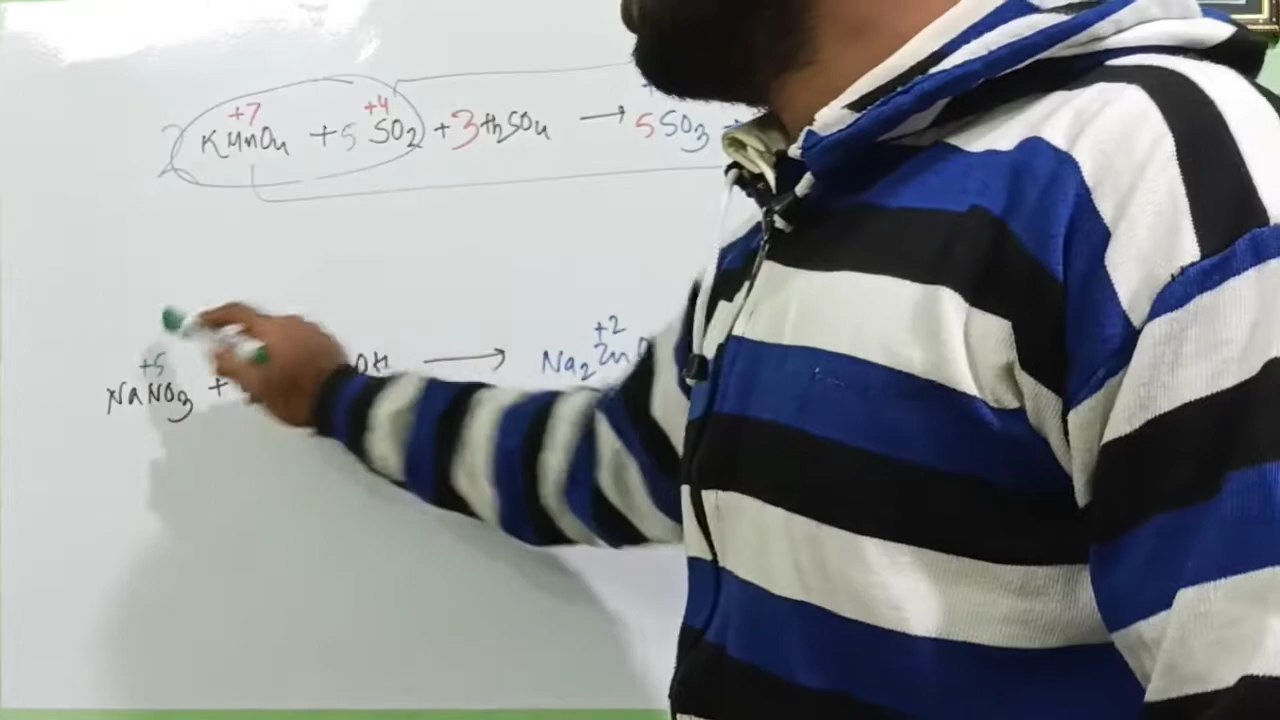 +7 +4
2 KMnO4 + 5 SO2 + 3 H2SO4 → 5 SO3 +
+2
+5
NaNO3 + OH → Na2Zn